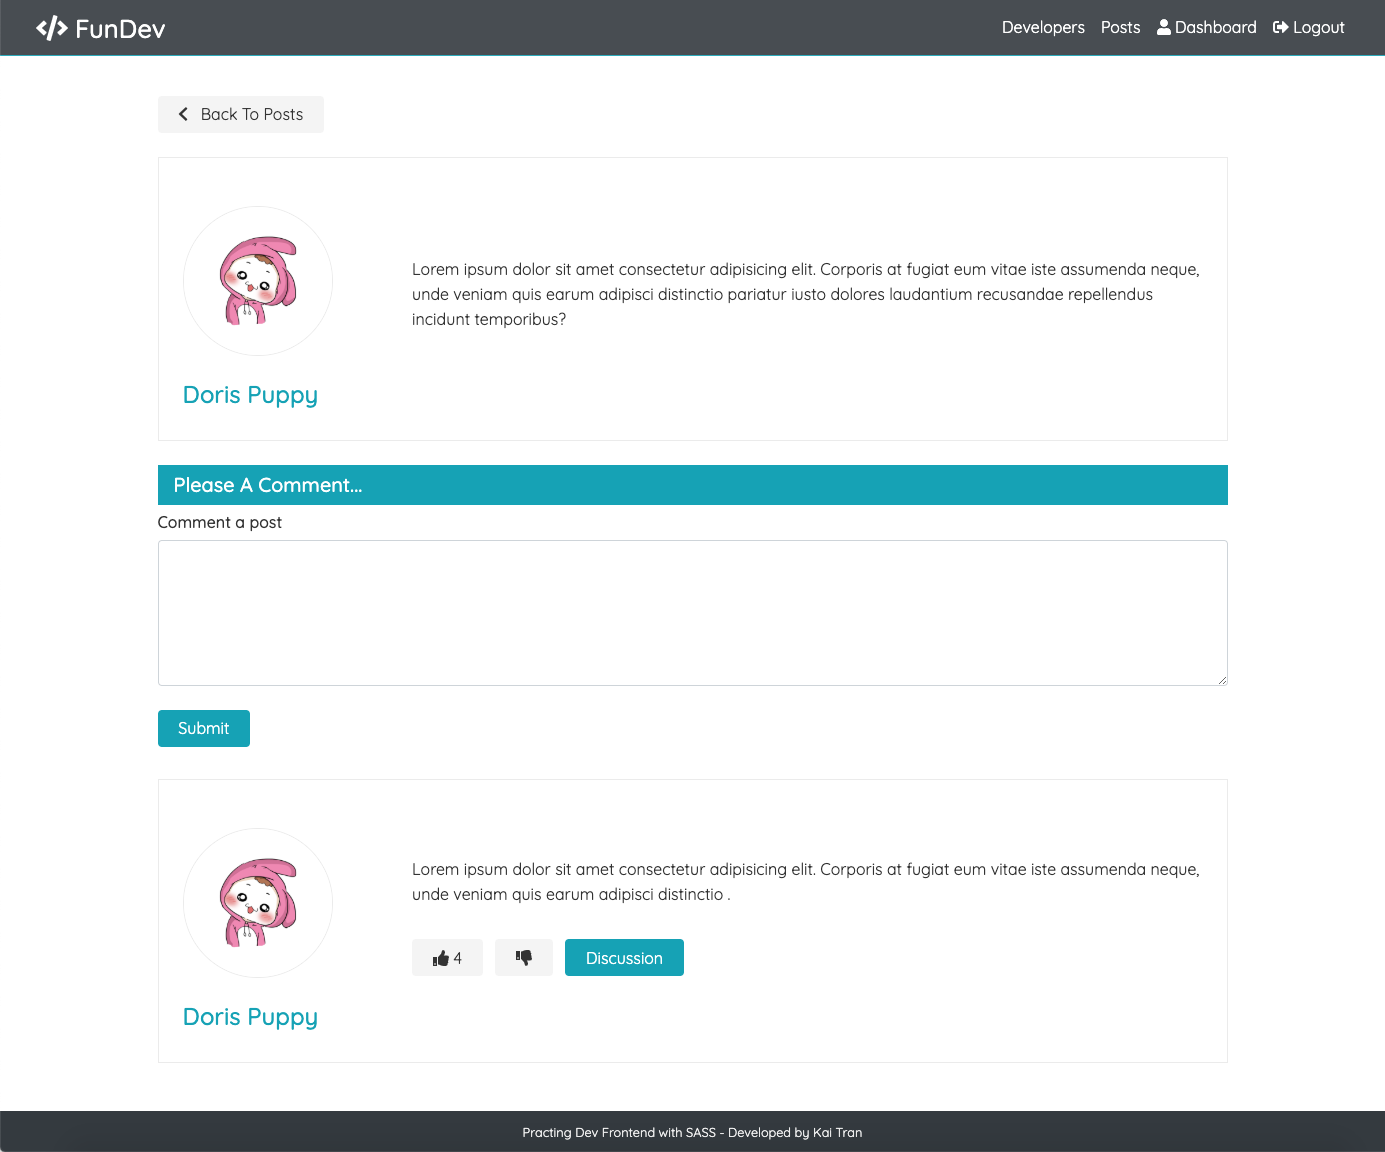 FunDev
Developers Posts Dashboard Logout
Back To Posts
Lorem ipsum dolor sit amet consectetur adipisicing elit. Corporis at fugiat eum vitae iste assumenda neque,
unde veniam quis earum adipisci distinctio pariatur iusto dolores laudantium recusandae repellendus
incidunt temporibus?
Doris Puppy
Please A Comment...
Comment a post
Submit
Lorem ipsum dolor sit amet consectetur adipisicing elit. Corporis at fugiat eum vitae iste assumenda neque,
unde veniam quis earum adipisci distinctio .
4 Discussion
Doris Puppy
Practing Dev Frontend with SASS - Developed by Kai Tran